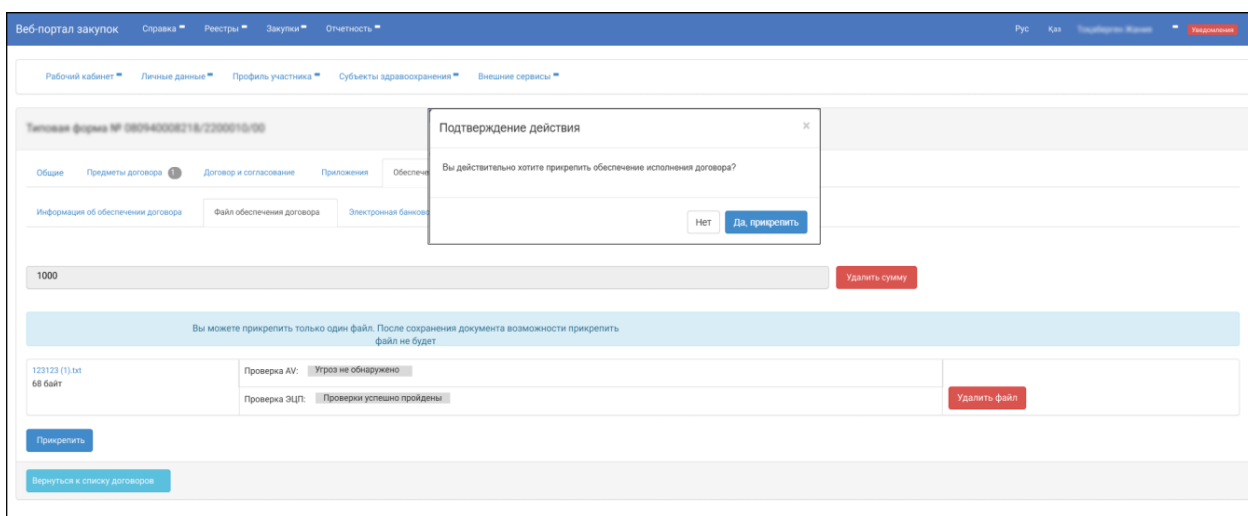 Веб-портал закупок Справка Реестры Закупки Отчетность Рус Қаз Уведомления
Рабочий кабинет Личные данные Профиль участника Субъекты здравоохранения Внешние сервисы
Типовая форма № 080940008218/2200010/00
Подтверждение действия ×
Общие Предметы договора 1 Договор и согласование Приложения Обеспече
Вы действительно хотите прикрепить обеспечение исполнения договора?
Информация об обеспечении договора Файл обеспечения договора Электронная банково
Нет Да, прикрепить
1000 Удалить сумму
Вы можете прикрепить только один файл. После сохранения документа возможности прикрепить
файл не будет
123123 (1).txt
68 байт
Проверка AV: Угроз не обнаружено
Проверка ЭЦП: Проверки успешно пройдены
Удалить файл
Прикрепить
Вернуться к списку договоров